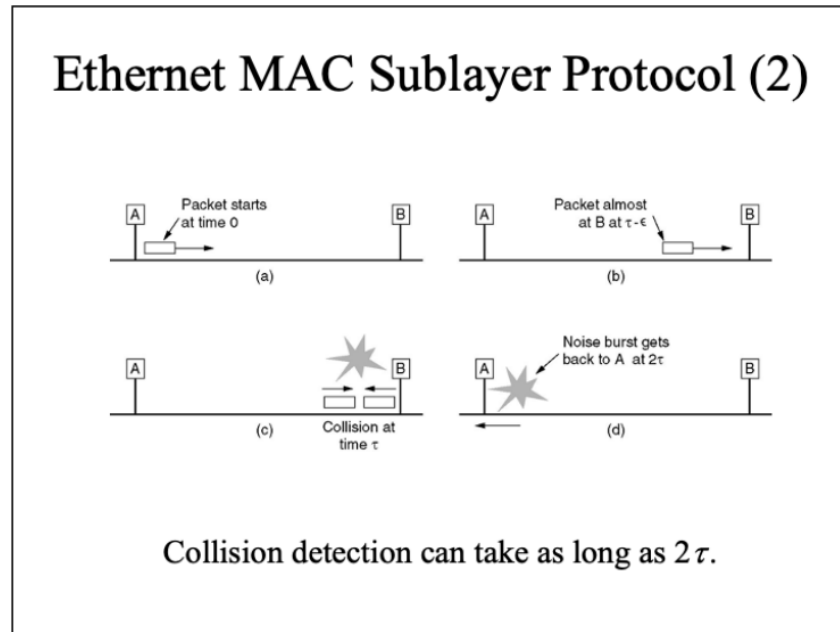 Ethernet MAC Sublayer Protocol (2)
A
Packet starts
at time 0
B
(a)
A
Packet almost
at B at τ-ϵ
B
(b)
A
B
(c)
Collision at
time τ
A
Noise burst gets
back to A at 2τ
B
(d)
Collision detection can take as long as 2τ.